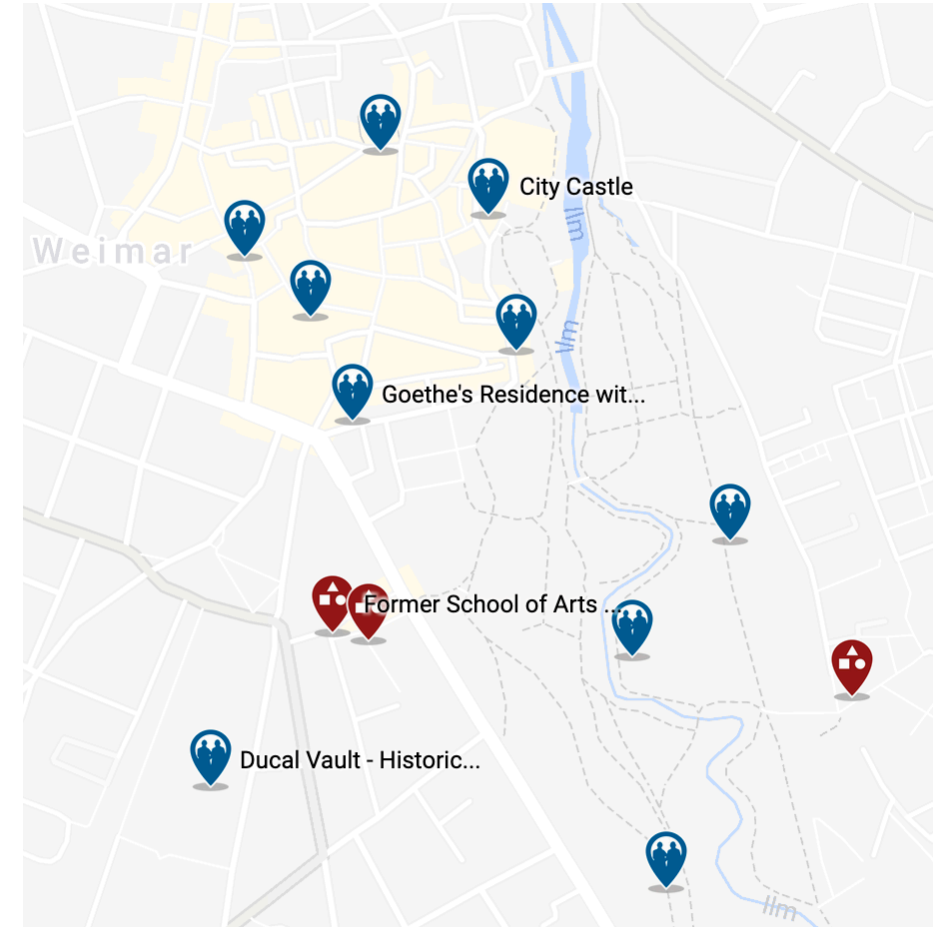 City Castle
Ilm
Weimar
Ilm
Goethe's Residence wit...
Former School of Arts ...
Ducal Vault - Historic...
Ilm